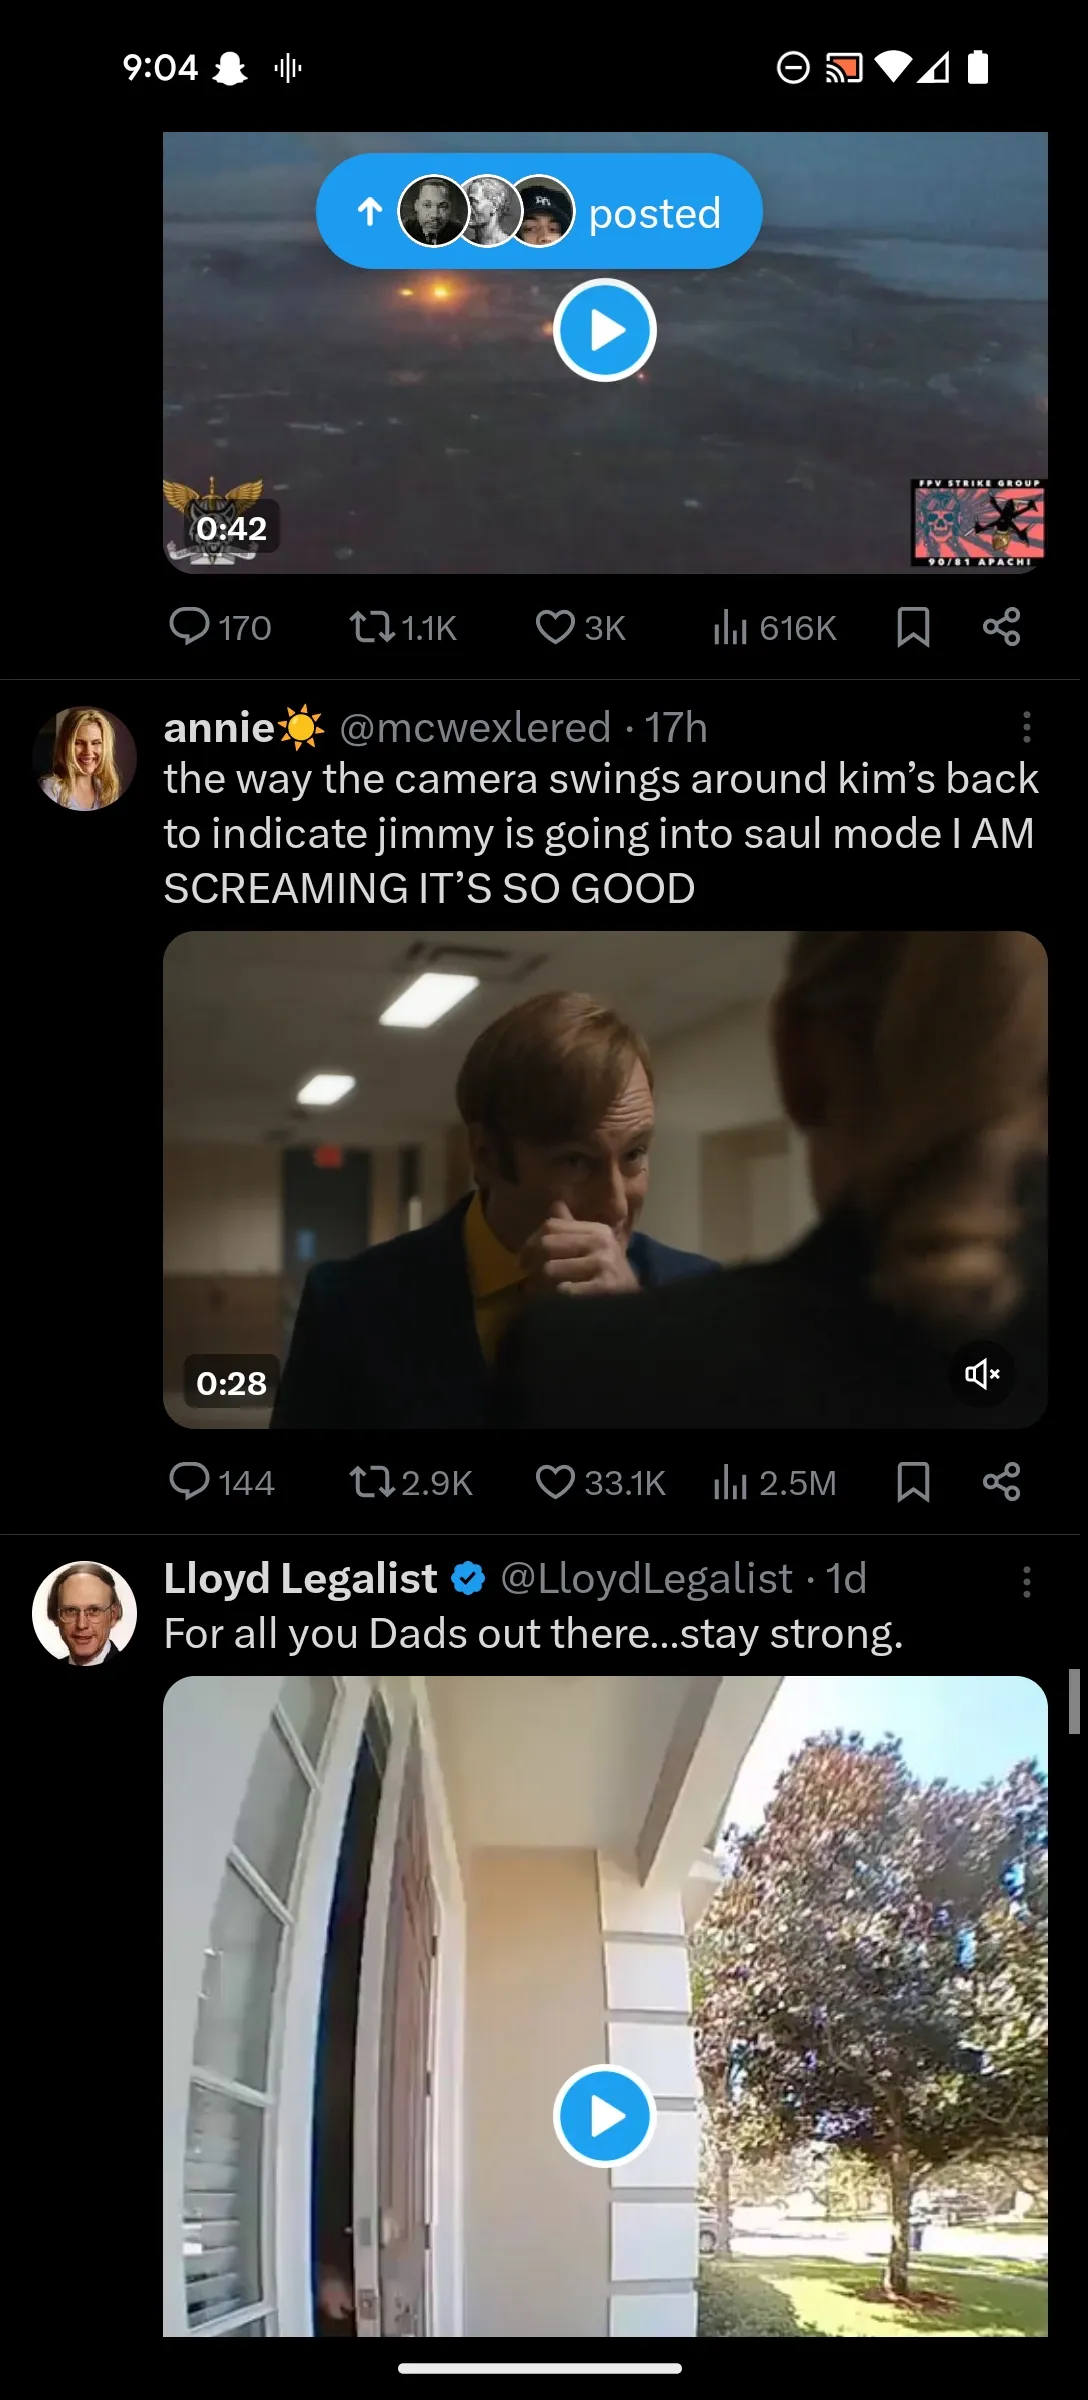 9:04
posted
FPV STRIKE GROUP
0:42
90/81 APACHI
170 1.1K 3K 616K
annie☀️ @mcwexlered · 17h
the way the camera swings around kim’s back
to indicate jimmy is going into saul mode I AM
SCREAMING IT’S SO GOOD
0:28
144 2.9K 33.1K 2.5M
Lloyd Legalist @LloydLegalist · 1d
For all you Dads out there...stay strong.